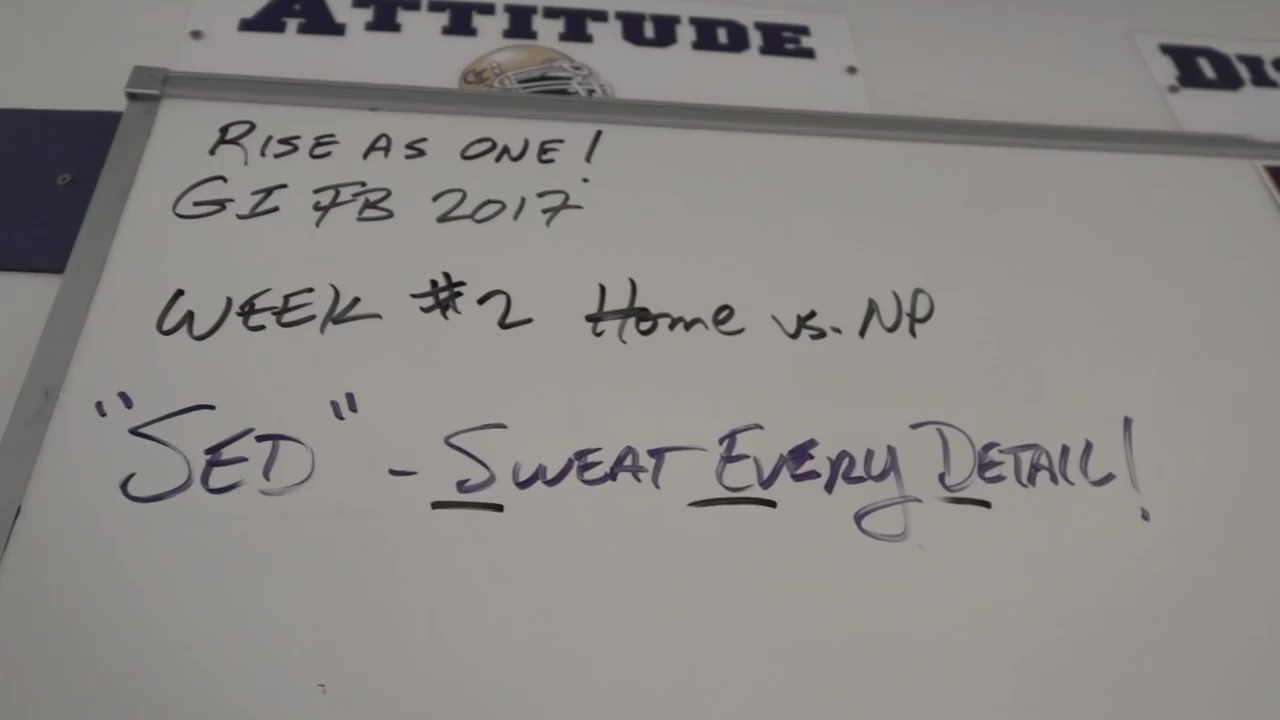 ATTITUDE
RISE AS ONE!
GI FB 2017
WEEK #2 Home vs. NP
"SED" - SWEAT EVERY DETAIL!